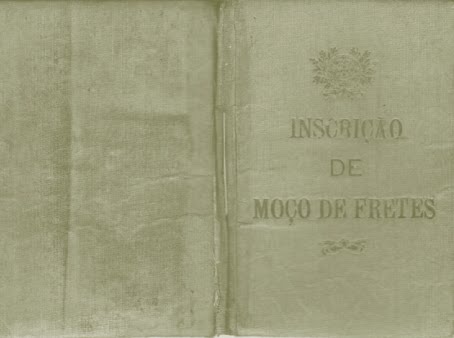 INSCRIÇÃO
DE
MOÇO DE FRETES